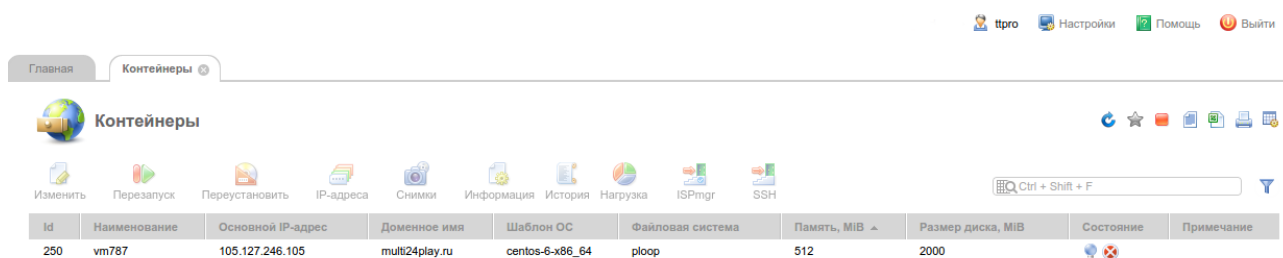 ttpro Настройки Помощь Выйти
Главная Контейнеры
Контейнеры
Изменить Перезапуск Переустановить IP-адреса Снимки Информация История Нагрузка ISPmgr SSH Ctrl + Shift + F
Id Наименование Основной IP-адрес Доменное имя Шаблон ОС Файловая система Память, MiB Размер диска, MiB Состояние Примечание
250 vm787 105.127.246.105 multi24play.ru centos-6-x86_64 ploop 512 2000